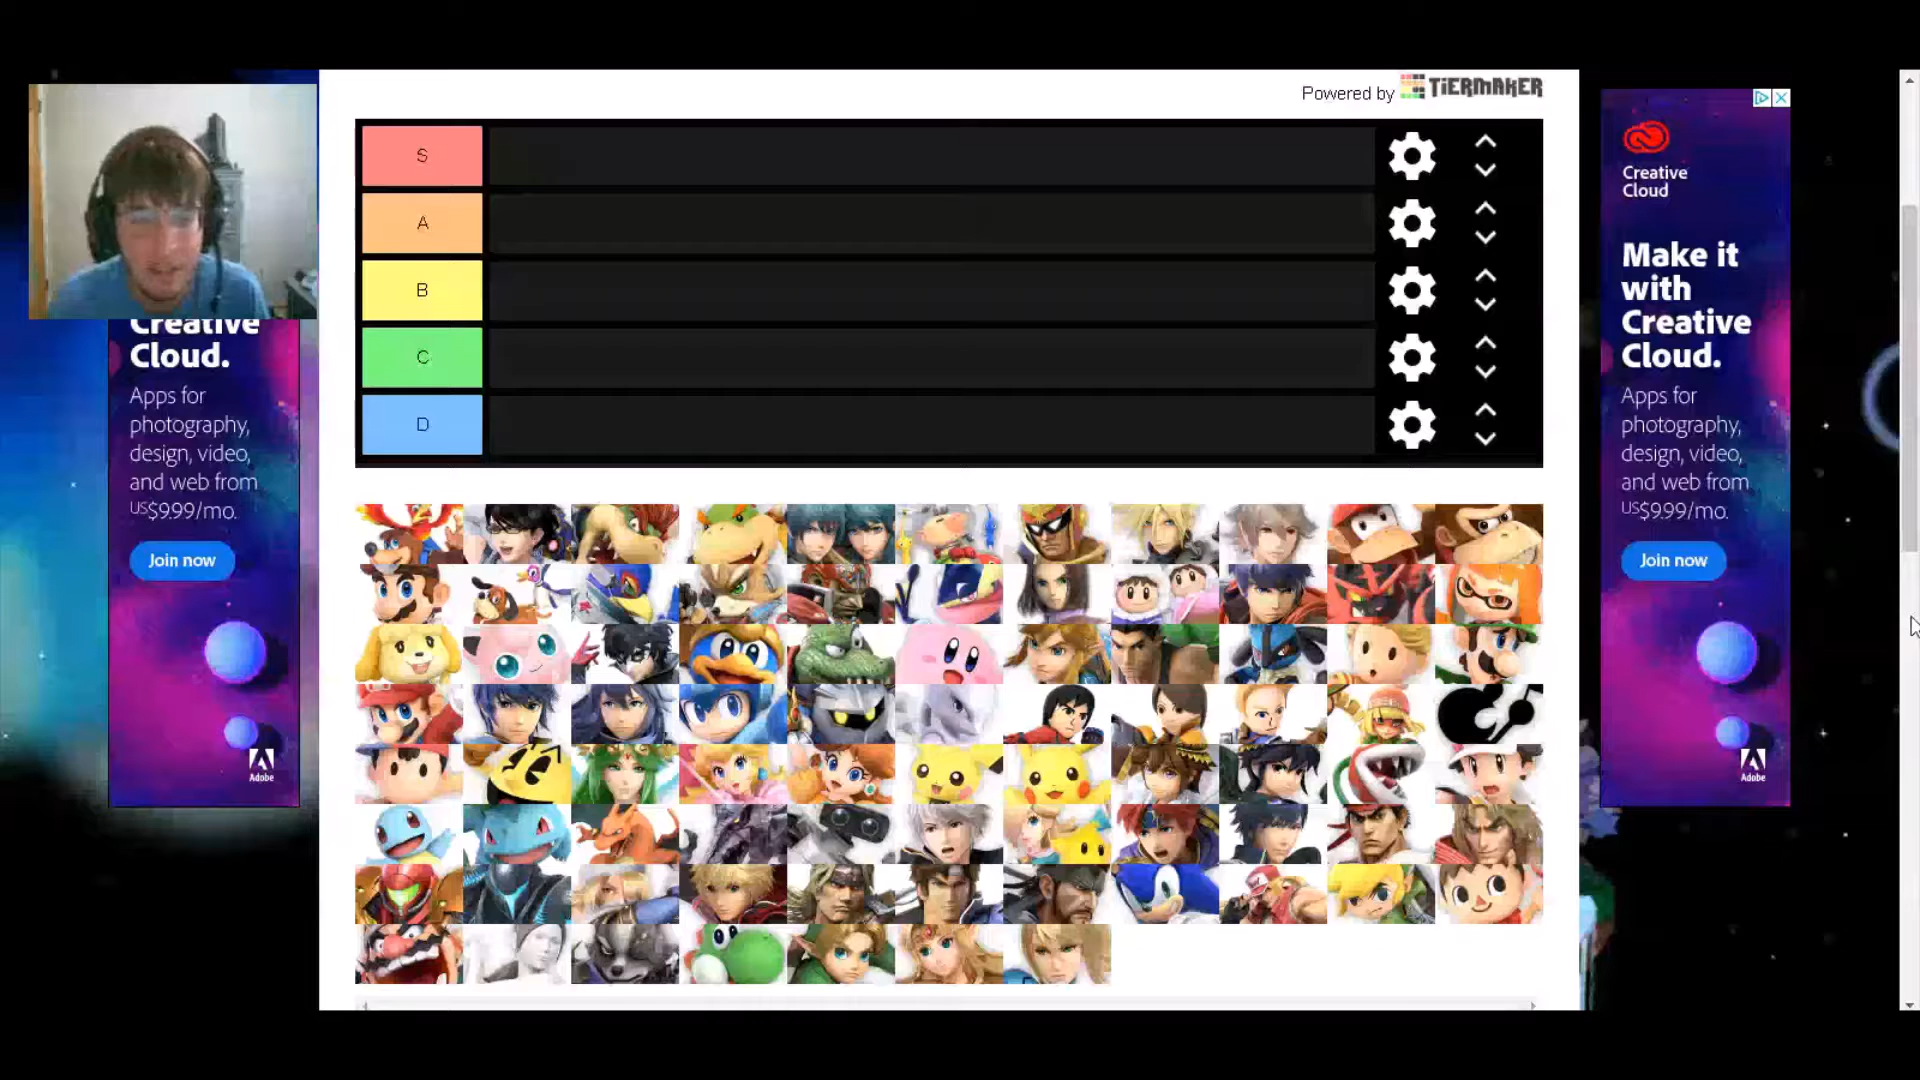 Powered by TiERMAKER
S
A
B
C
D
Creative
Cloud.
Apps for
photography,
design, video,
and web from
US$9.99/mo.
Join now
Adobe
Creative
Cloud
Make it
with
Creative
Cloud.
Apps for
photography,
design, video,
and web from
US$9.99/mo.
Join now
Adobe